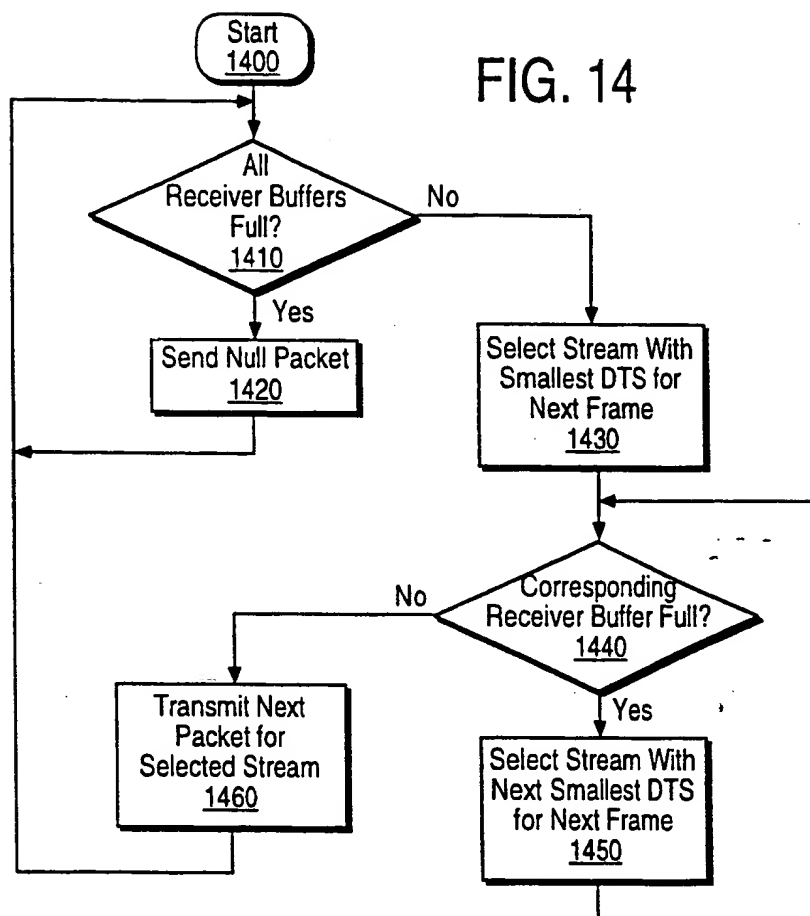 Start
1400
FIG. 14
All
Receiver Buffers
Full?
1410
No
Yes
Send Null Packet
1420
Select Stream With
Smallest DTS for
Next Frame
1430
Corresponding
Receiver Buffer Full?
1440
No
Yes
Transmit Next
Packet for
Selected Stream
1460
Select Stream With
Next Smallest DTS
for Next Frame
1450